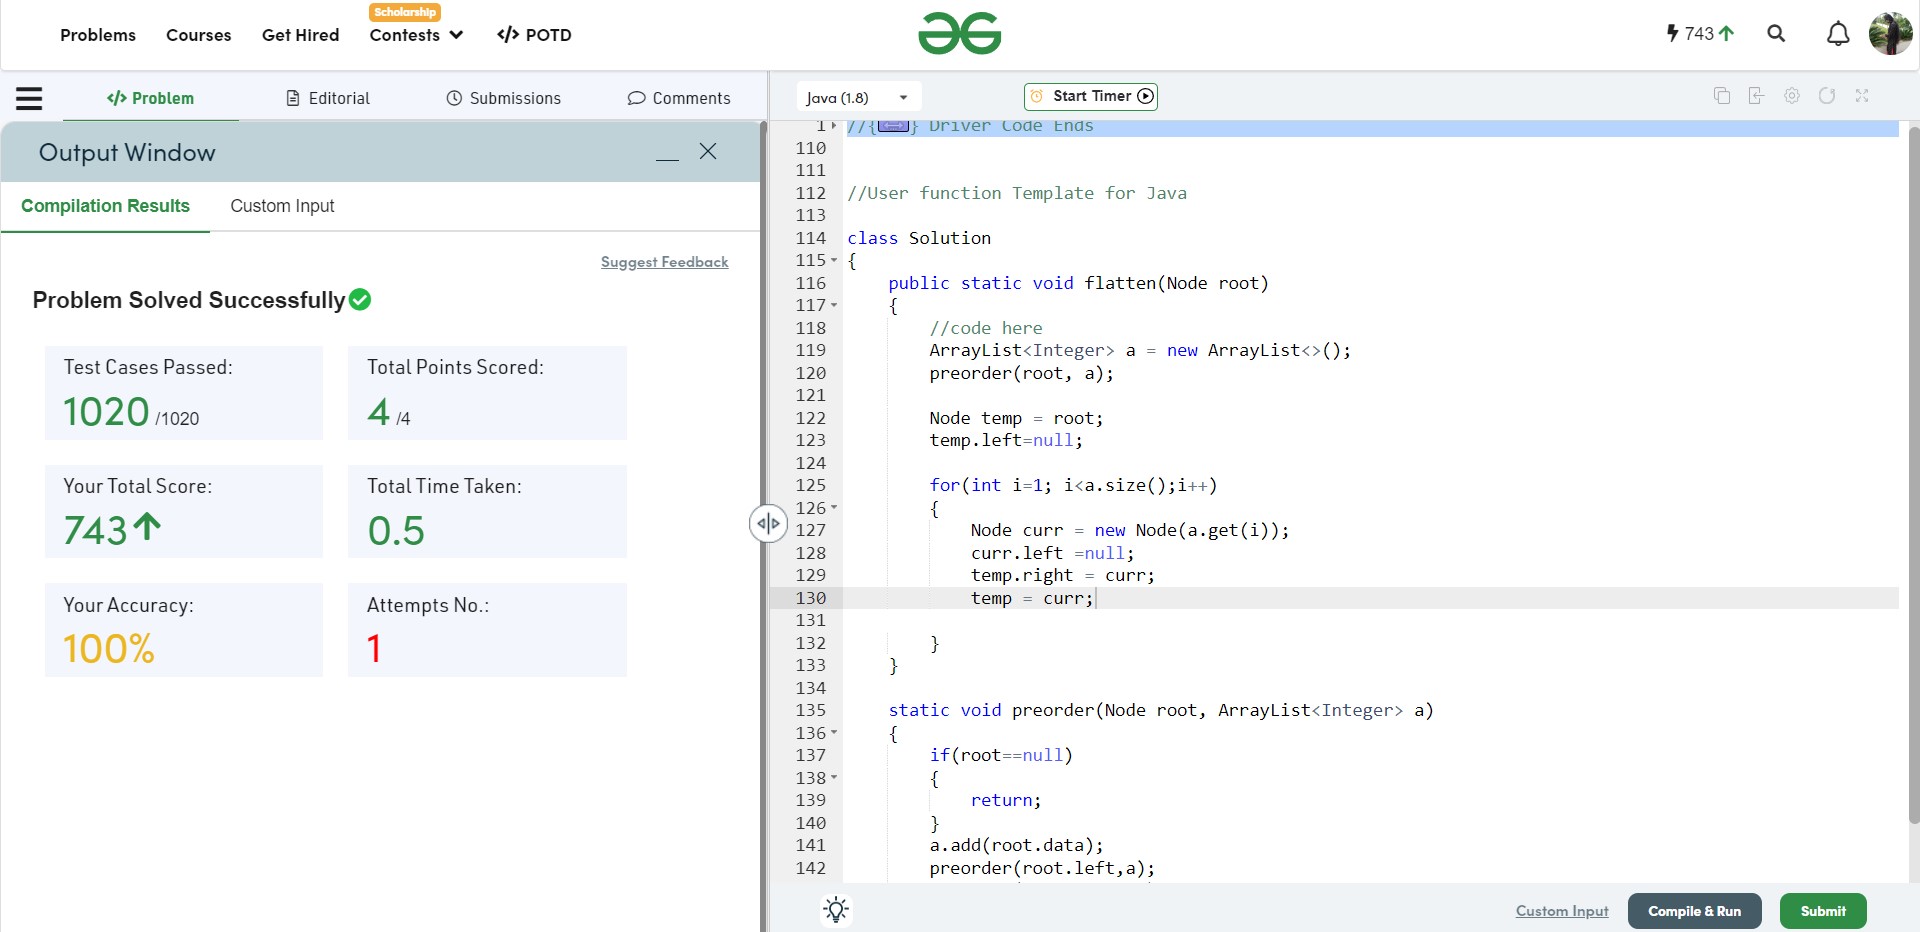 Problems Courses Get Hired Scholarship Contests </> POTD
743
</> Problem Editorial Submissions Comments
Output Window
Compilation Results Custom Input
Suggest Feedback
Problem Solved Successfully
Test Cases Passed:
1020 /1020
Total Points Scored:
4 /4
Your Total Score:
743
Total Time Taken:
0.5
Your Accuracy:
100%
Attempts No.:
1
Java (1.8) Start Timer
1 //{ } Driver Code Ends
110
111
112 //User function Template for Java
113
114 class Solution
115 {
116 public static void flatten(Node root)
117 {
118 //code here
119 ArrayList<Integer> a = new ArrayList<>();
120 preorder(root, a);
121
122 Node temp = root;
123 temp.left=null;
124
125 for(int i=1; i<a.size();i++)
126 {
127 Node curr = new Node(a.get(i));
128 curr.left =null;
129 temp.right = curr;
130 temp = curr;
131
132 }
133 }
134
135 static void preorder(Node root, ArrayList<Integer> a)
136 {
137 if(root==null)
138 {
139 return;
140 }
141 a.add(root.data);
142 preorder(root.left,a);
Custom Input Compile & Run Submit